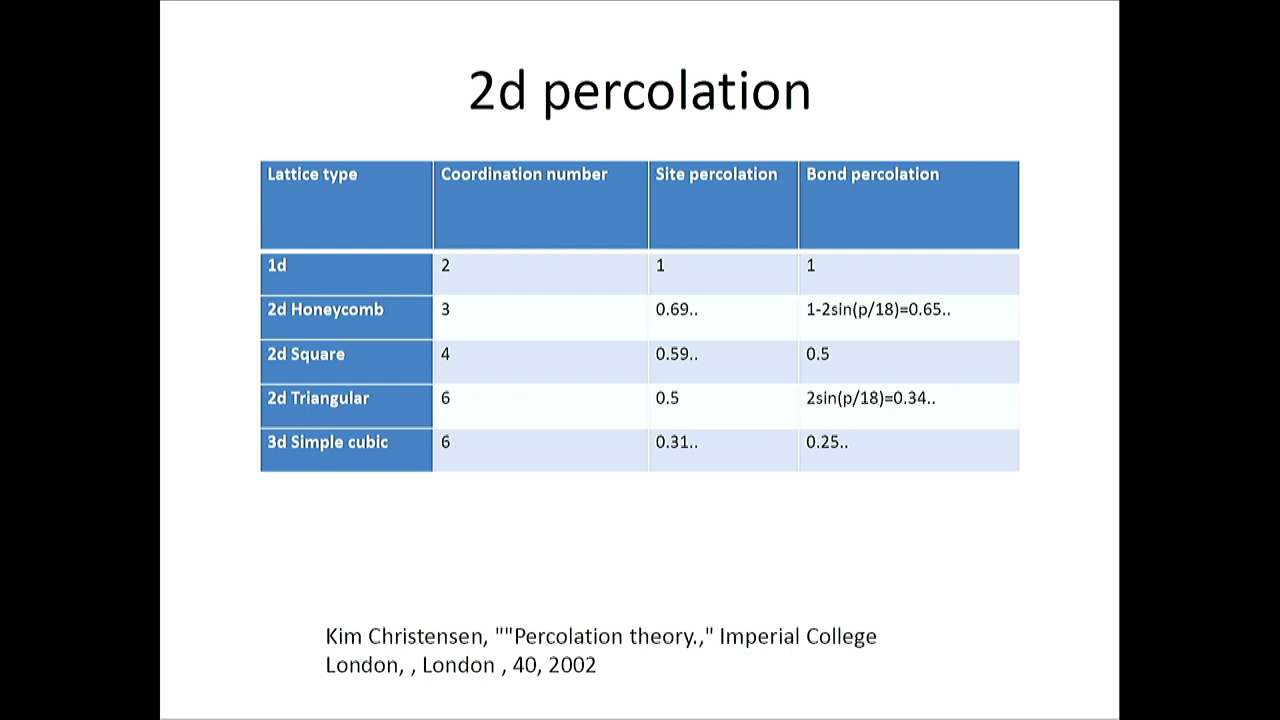 2d percolation
Lattice type Coordination number Site percolation Bond percolation
1d 2 1 1
2d Honeycomb 3 0.69.. 1-2sin(p/18)=0.65..
2d Square 4 0.59.. 0.5
2d Triangular 6 0.5 2sin(p/18)=0.34..
3d Simple cubic 6 0.31.. 0.25..
Kim Christensen, ""Percolation theory.," Imperial College
London, , London , 40, 2002